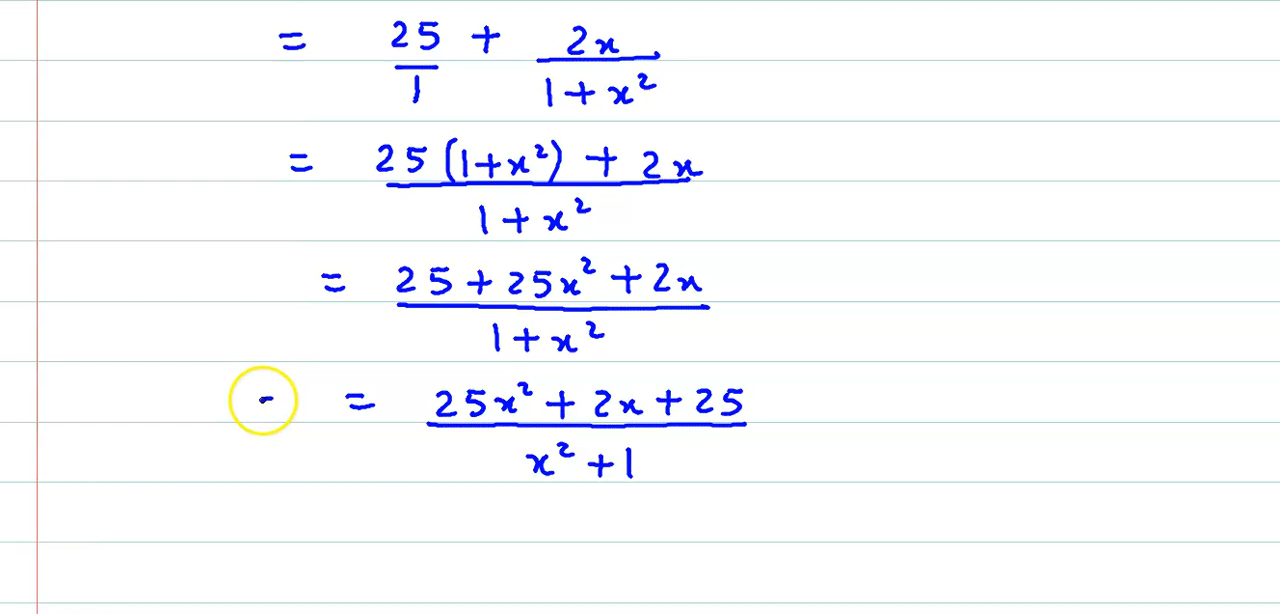 = 25/1 + 2x/(1+x²)
= (25(1+x²) + 2x)/(1+x²)
= (25+25x²+2x)/(1+x²)
= (25x²+2x+25)/(x²+1)